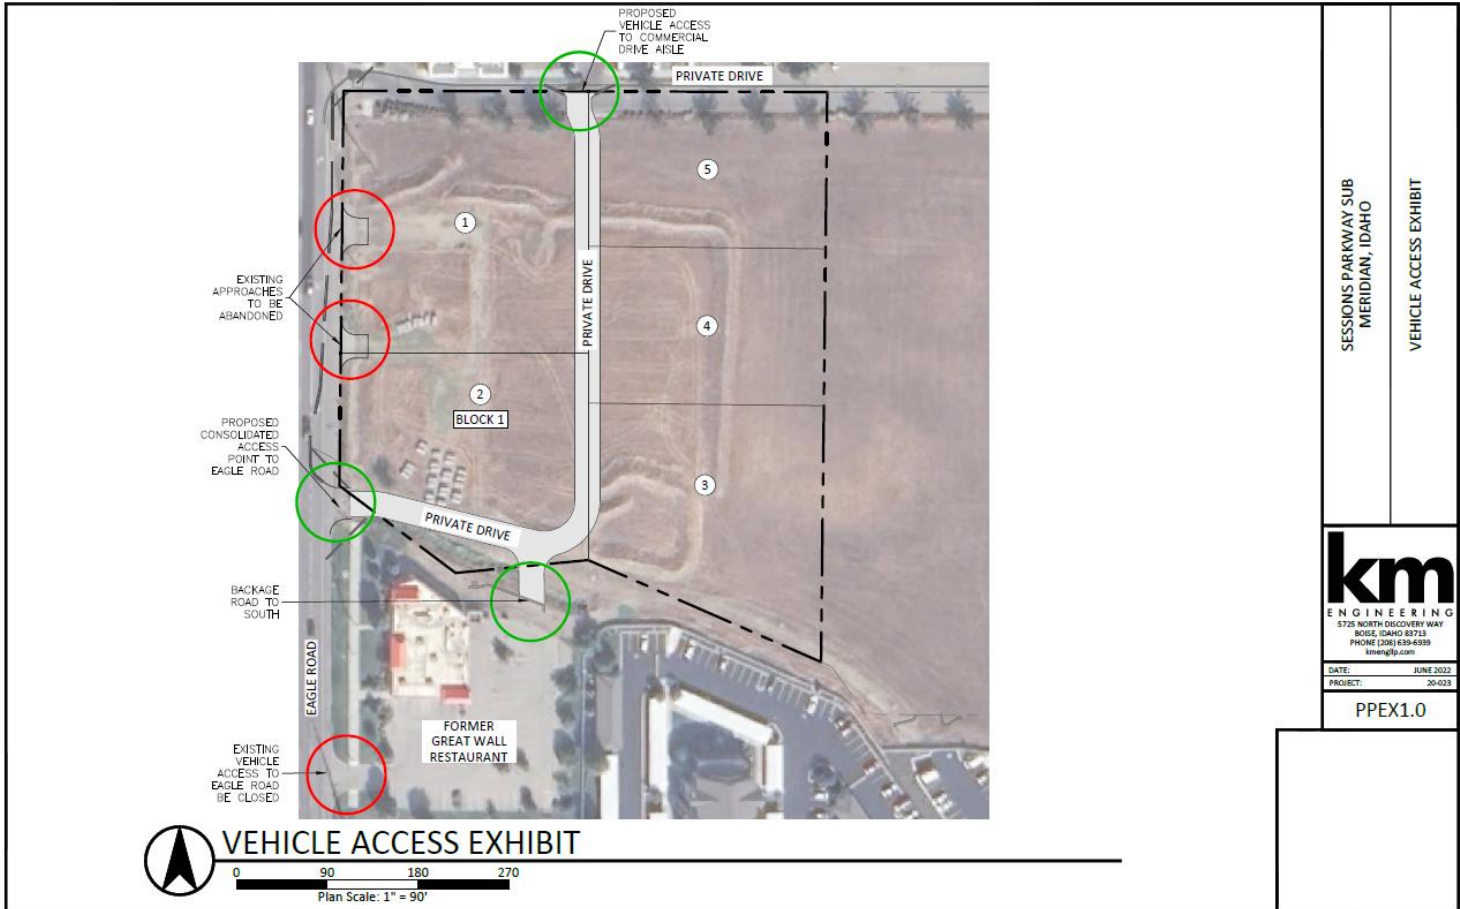 PROPOSED
VEHICLE ACCESS
TO COMMERCIAL
DRIVE AISLE
PRIVATE DRIVE
5
1
EXISTING
APPROACHES
TO BE
ABANDONED
PRIVATE DRIVE
4
2
BLOCK 1
PROPOSED
CONSOLIDATED
ACCESS
POINT TO
EAGLE ROAD
3
PRIVATE DRIVE
BACKAGE
ROAD TO
SOUTH
EAGLE ROAD
FORMER
GREAT WALL
RESTAURANT
EXISTING
VEHICLE
ACCESS TO
EAGLE ROAD
BE CLOSED
VEHICLE ACCESS EXHIBIT
0 90 180 270
Plan Scale: 1" = 90'
SESSIONS PARKWAY SUB
MERIDIAN, IDAHO
VEHICLE ACCESS EXHIBIT
km
ENGINEERING
5725 NORTH DISCOVERY WAY
BOISE, IDAHO 83713
PHONE (208) 639-6939
kmengllp.com
DATE: JUNE 2022
PROJECT: 20-023
PPEX1.0